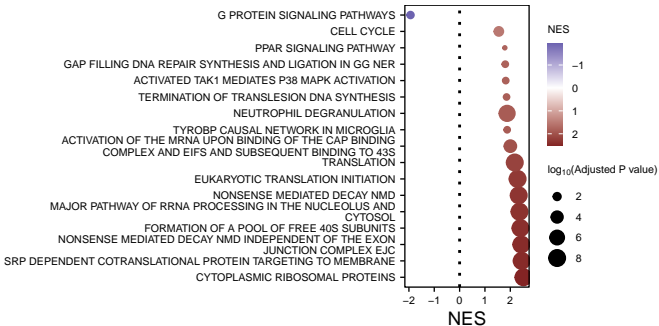 G PROTEIN SIGNALING PATHWAYS
CELL CYCLE
PPAR SIGNALING PATHWAY
GAP FILLING DNA REPAIR SYNTHESIS AND LIGATION IN GG NER
ACTIVATED TAK1 MEDIATES P38 MAPK ACTIVATION
TERMINATION OF TRANSLESION DNA SYNTHESIS
NEUTROPHIL DEGRANULATION
TYROBP CAUSAL NETWORK IN MICROGLIA
ACTIVATION OF THE MRNA UPON BINDING OF THE CAP BINDING
COMPLEX AND EIFS AND SUBSEQUENT BINDING TO 43S
TRANSLATION
EUKARYOTIC TRANSLATION INITIATION
NONSENSE MEDIATED DECAY NMD
MAJOR PATHWAY OF RRNA PROCESSING IN THE NUCLEOLUS AND
CYTOSOL
FORMATION OF A POOL OF FREE 40S SUBUNITS
NONSENSE MEDIATED DECAY NMD INDEPENDENT OF THE EXON
JUNCTION COMPLEX EJC
SRP DEPENDENT COTRANSLATIONAL PROTEIN TARGETING TO MEMBRANE
CYTOPLASMIC RIBOSOMAL PROTEINS
−2 −1 0 1 2
NES
NES
−1
0
1
2
log₁₀(Adjusted P value)
2
4
6
8